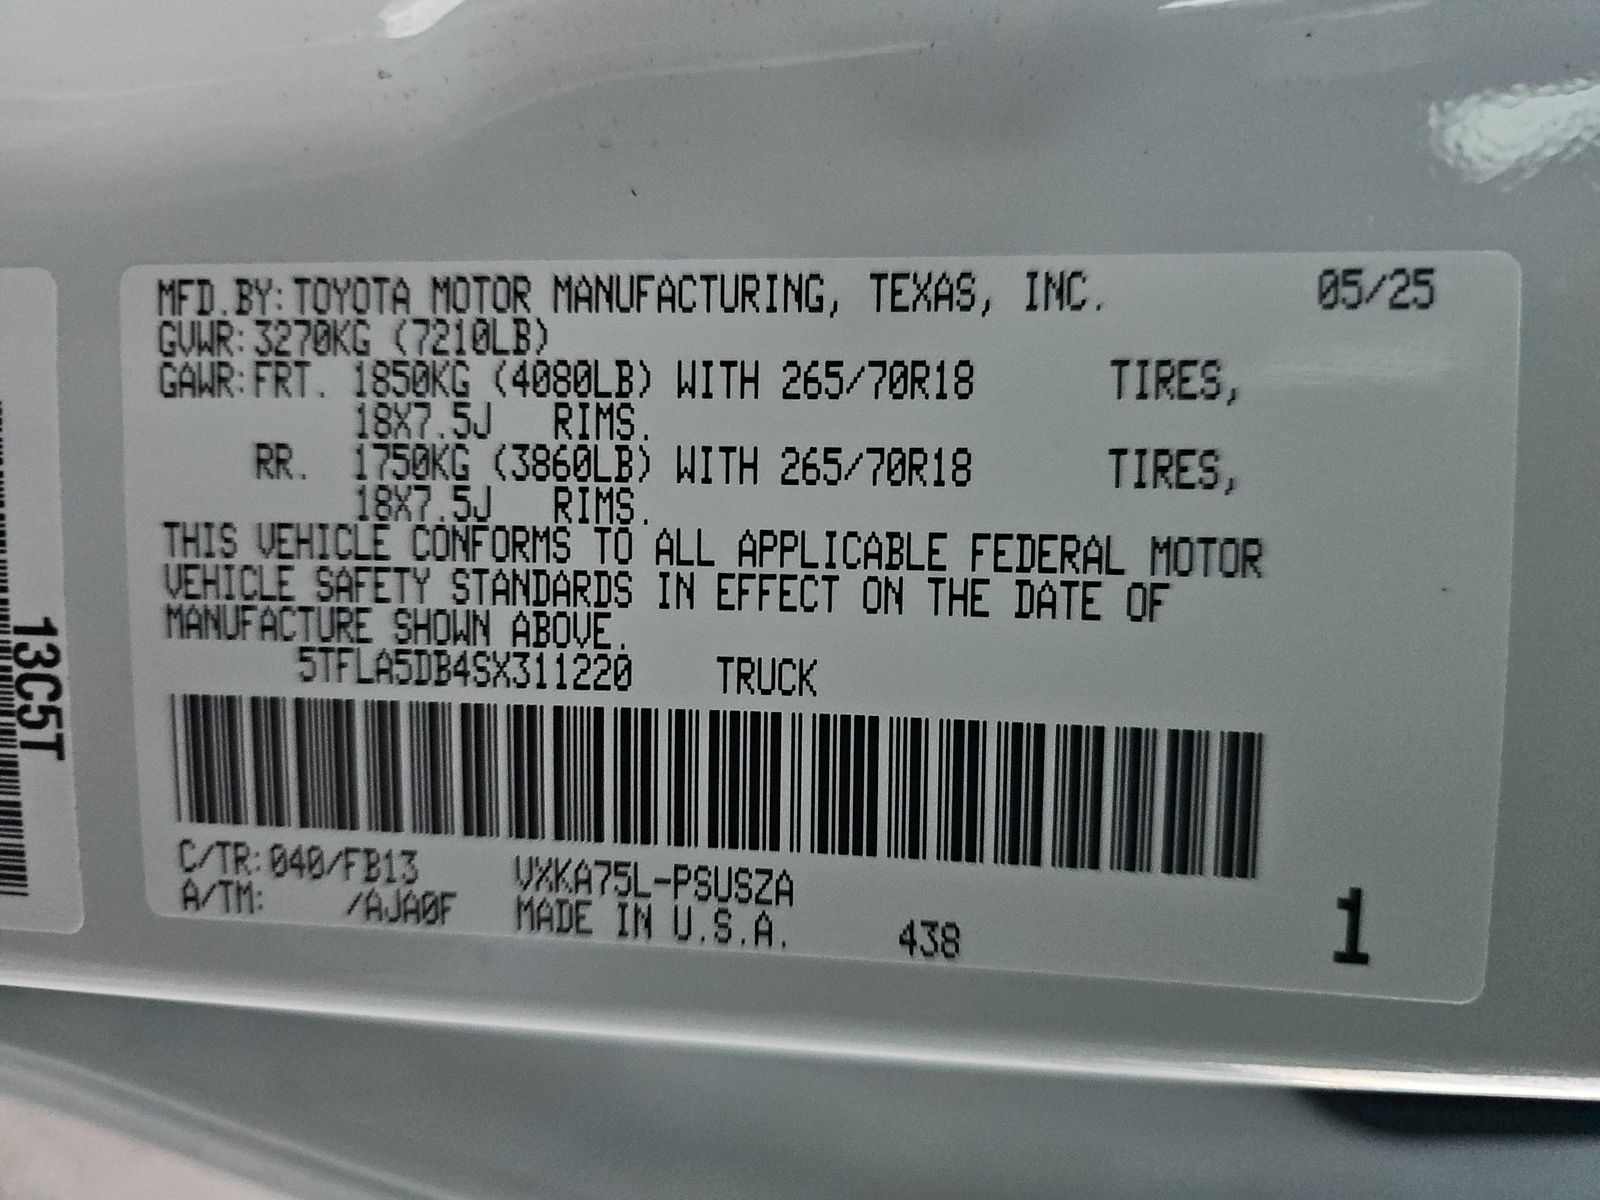 MFD.BY: TOYOTA MOTOR MANUFACTURING, TEXAS, INC. 05/25
GVWR: 3270KG (7210LB)
GAWR: FRT. 1850KG (4080LB) WITH 265/70R18 TIRES,
18X7.5J RIMS.
RR. 1750KG (3860LB) WITH 265/70R18 TIRES,
18X7.5J RIMS.
THIS VEHICLE CONFORMS TO ALL APPLICABLE FEDERAL MOTOR
VEHICLE SAFETY STANDARDS IN EFFECT ON THE DATE OF
MANUFACTURE SHOWN ABOVE.
5TFLA5DB4SX311220 TRUCK
C/TR: 040/FB13 VXKA75L-PSUSZA
A/TM: /AJA0F MADE IN U.S.A. 438 1
13C5T